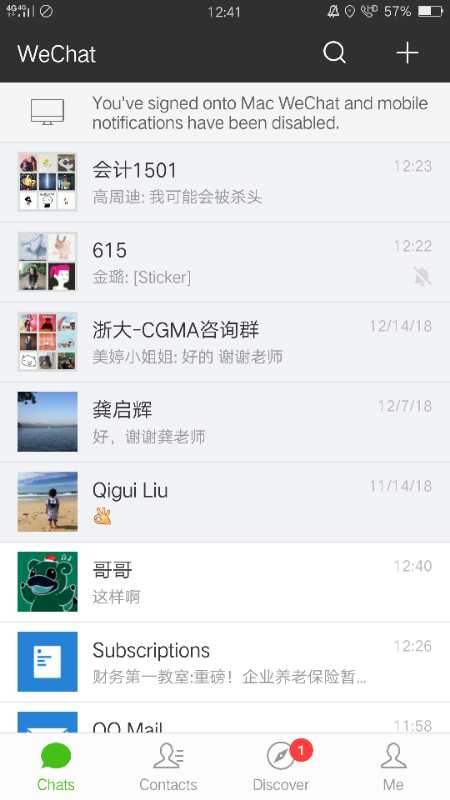 4G 4G
12:41
HD
57%
WeChat
You've signed onto Mac WeChat and mobile
notifications have been disabled.
会计1501
12:23
高周迪: 我可能会被杀头
615
12:22
金璐: [Sticker]
浙大-CGMA咨询群
12/14/18
美婷小姐姐: 好的 谢谢老师
龚启辉
12/7/18
好，谢谢龚老师
Qigui Liu
11/14/18
哥哥
12:40
这样啊
Subscriptions
12:26
财务第一教室:重磅！企业养老保险暂...
QQ Mail
11:58
Chats
Contacts
1
Discover
Me